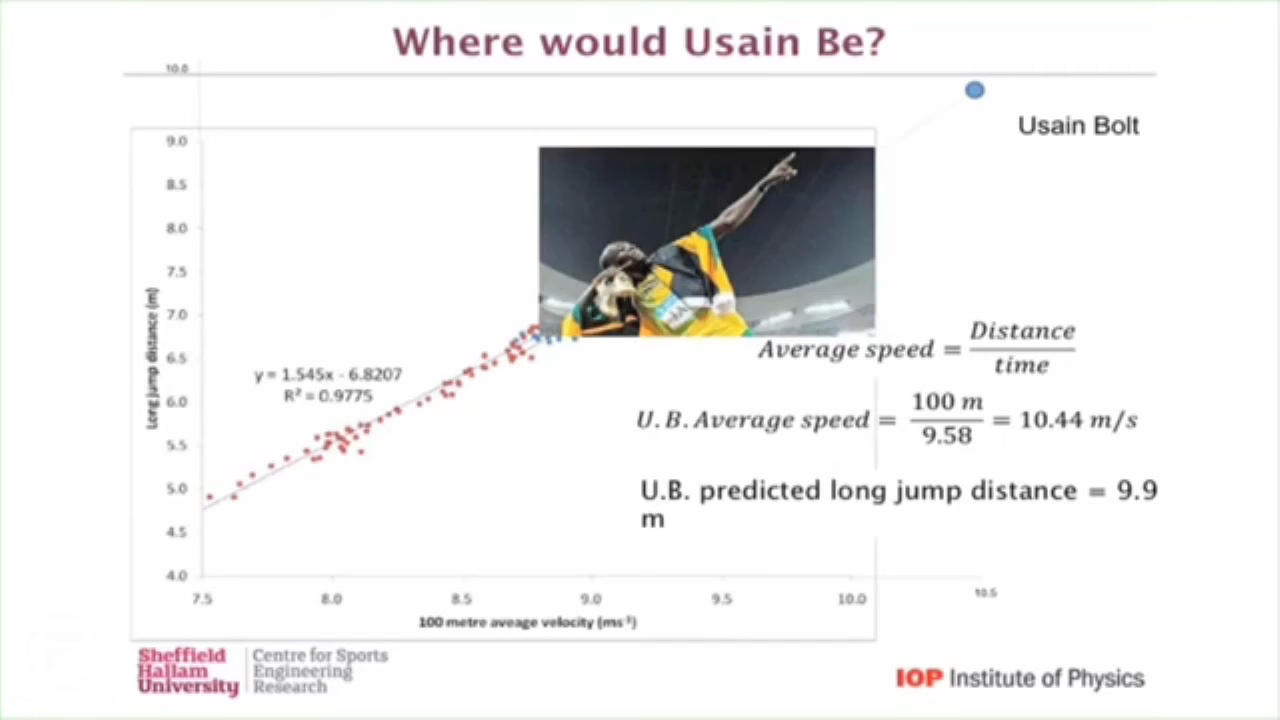 Where would Usain Be?
10.0
Usain Bolt
9.0
8.5
8.0
7.5
7.0
6.5
6.0
5.5
5.0
4.5
4.0
Long jump distance (m)
y = 1.545x - 6.8207
R² = 0.9775
Average speed = Distance / time
U.B. Average speed = 100 m / 9.58 = 10.44 m/s
U.B. predicted long jump distance = 9.9
m
7.5 8.0 8.5 9.0 9.5 10.0 10.5
100 metre aveage velocity (ms⁻¹)
Sheffield
Hallam
University
Centre for Sports
Engineering
Research
IOP Institute of Physics